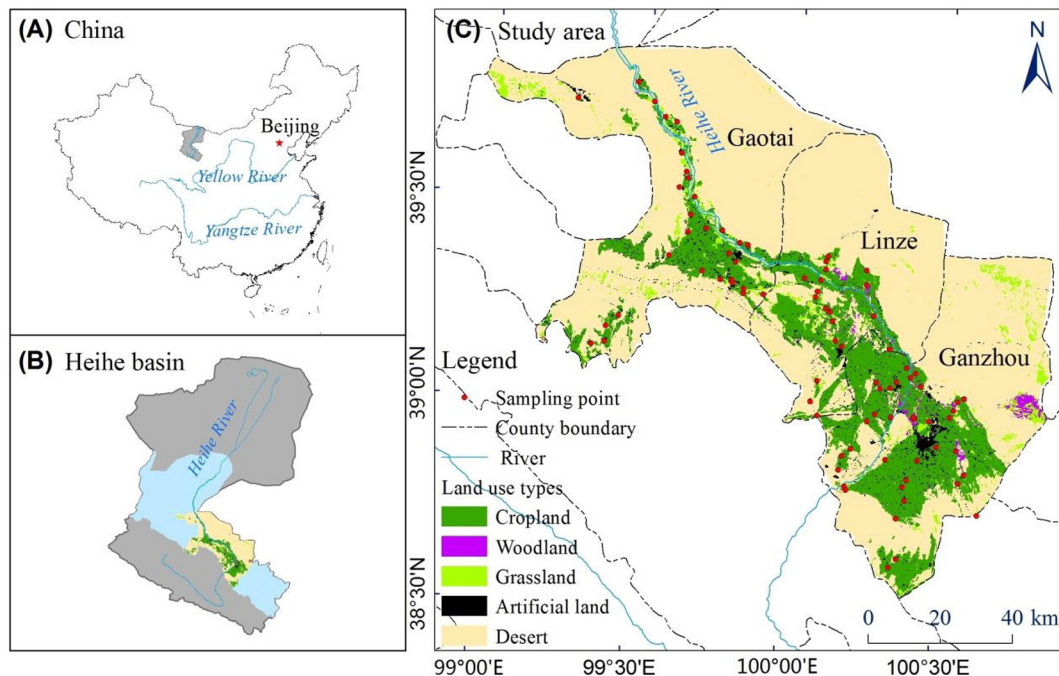 (A) China
Beijing
Yellow River
Yangtze River
(B) Heihe basin
Heihe River
(C) Study area
N
Heihe River
Gaotai
Linze
Ganzhou
39°30'N
39°00'N
38°30'N
Legend
Sampling point
County boundary
River
Land use types
Cropland
Woodland
Grassland
Artificial land
Desert
0 20 40 km
99°00'E 99°30'E 100°00'E 100°30'E